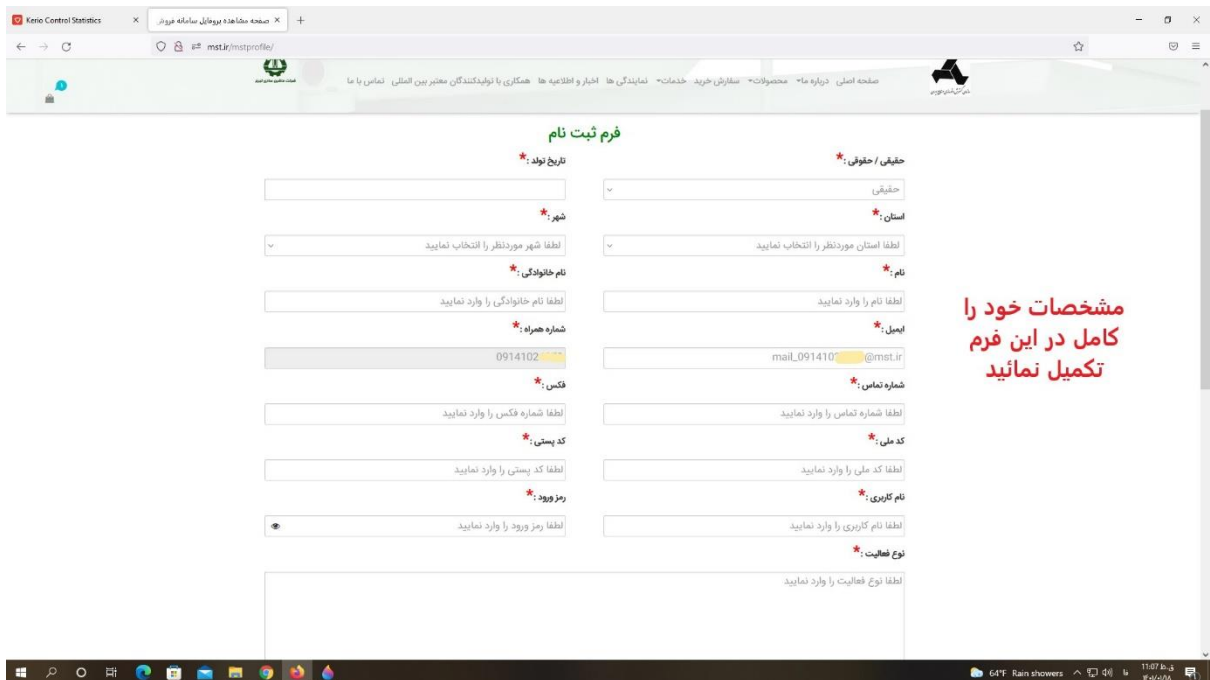 Kerio Control Statistics
صفحه مشاهده پروفایل سامانه فروش
mst.ir/mstprofile/
صفحه اصلی درباره ما محصولات سفارش خرید خدمات نمایندگی ها اخبار و اطلاعیه ها همکاری با تولیدکنندگان معتبر بین المللی تماس با ما
1
فرم ثبت نام
حقیقی / حقوقی :*
تاریخ تولد :*
حقیقی
استان :*
شهر :*
لطفا استان موردنظر را انتخاب نمایید
لطفا شهر موردنظر را انتخاب نمایید
نام :*
نام خانوادگی :*
لطفا نام را وارد نمایید
لطفا نام خانوادگی را وارد نمایید
ایمیل :*
شماره همراه :*
mail_091410 @mst.ir
0914102
شماره تماس :*
فکس :*
لطفا شماره تماس را وارد نمایید
لطفا شماره فکس را وارد نمایید
کد ملی :*
کد پستی :*
لطفا کد ملی را وارد نمایید
لطفا کد پستی را وارد نمایید
نام کاربری :*
رمز ورود :*
لطفا نام کاربری را وارد نمایید
لطفا رمز ورود را وارد نمایید
نوع فعالیت :*
لطفا نوع فعالیت را وارد نمایید
مشخصات خود را
کامل در این فرم
تکمیل نمائید
64°F Rain showers
فا
11:07 ق.ظ